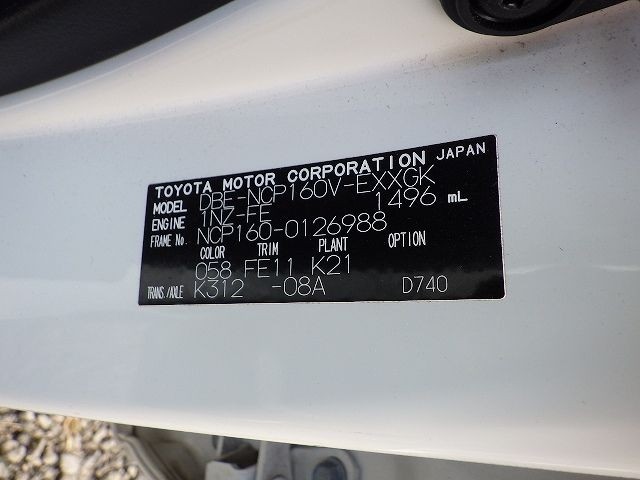 TOYOTA MOTOR CORPORATION JAPAN
MODEL DBE-NCP160V-EXXGK
ENGINE 1NZ-FE 1496 mL
FRAME No. NCP160-0126988
COLOR TRIM PLANT OPTION
058 FE11 K21
TRANS./AXLE K312 -08A D740